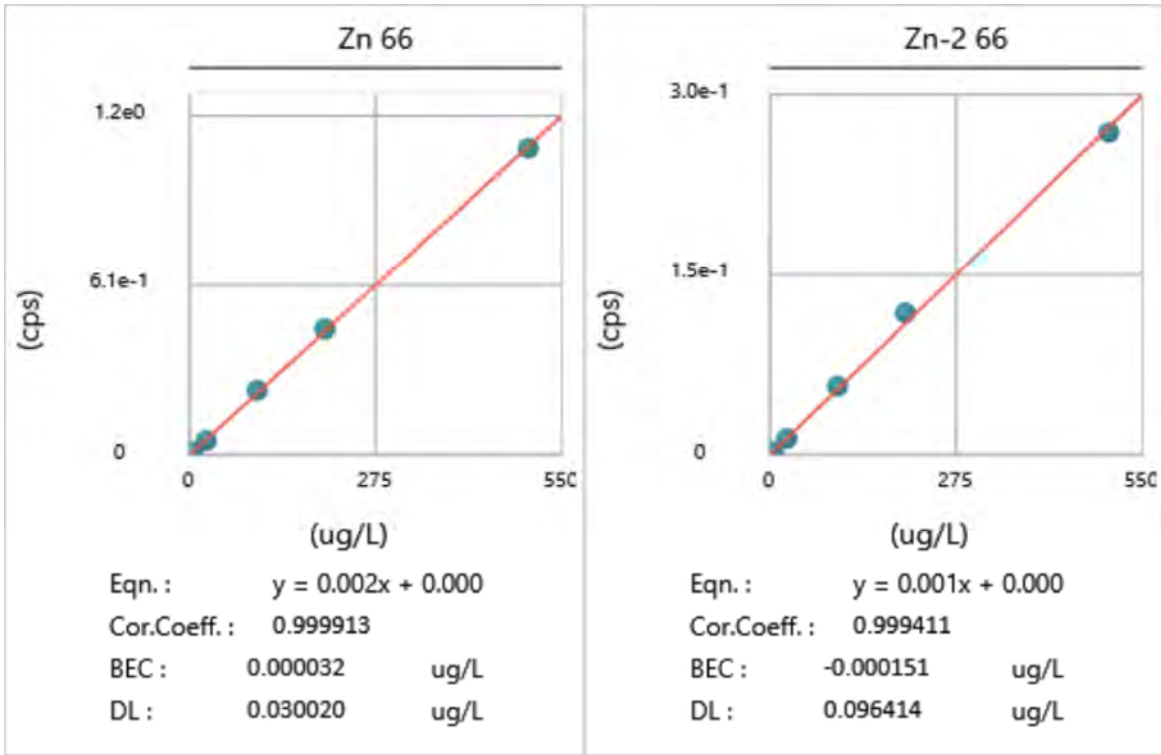 Zn 66
1.2e0
6.1e-1
0
0 275 550
(cps)
(ug/L)
Eqn. : y = 0.002x + 0.000
Cor.Coeff. : 0.999913
BEC : 0.000032 ug/L
DL : 0.030020 ug/L
Zn-2 66
3.0e-1
1.5e-1
0
0 275 550
(cps)
(ug/L)
Eqn. : y = 0.001x + 0.000
Cor.Coeff. : 0.999411
BEC : -0.000151 ug/L
DL : 0.096414 ug/L